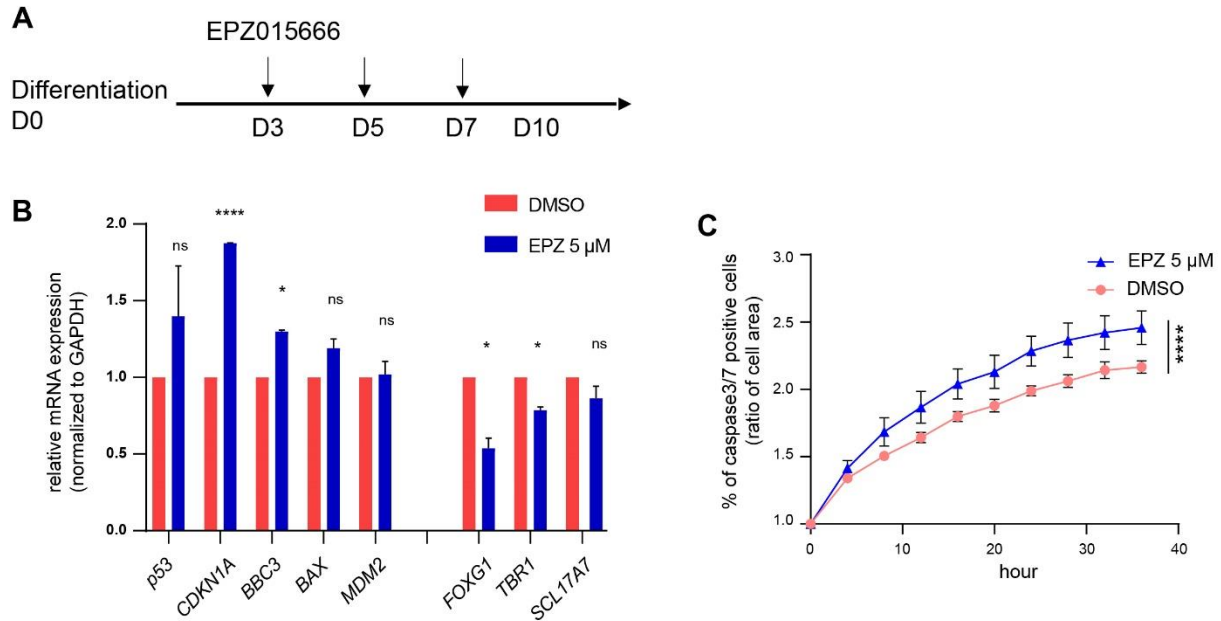 A
EPZ015666
Differentiation
D0
D3 D5 D7 D10
B
DMSO
EPZ 5 µM
relative mRNA expression
(normalized to GAPDH)
2.0
1.5
1.0
0.5
0.0
ns
****
*
ns
ns
*
*
ns
p53
CDKN1A
BBC3
BAX
MDM2
FOXG1
TBR1
SCL17A7
C
EPZ 5 µM
DMSO
% of caspase3/7 positive cells
(ratio of cell area)
3.0
2.5
2.0
1.5
1.0
****
0 10 20 30 40
hour